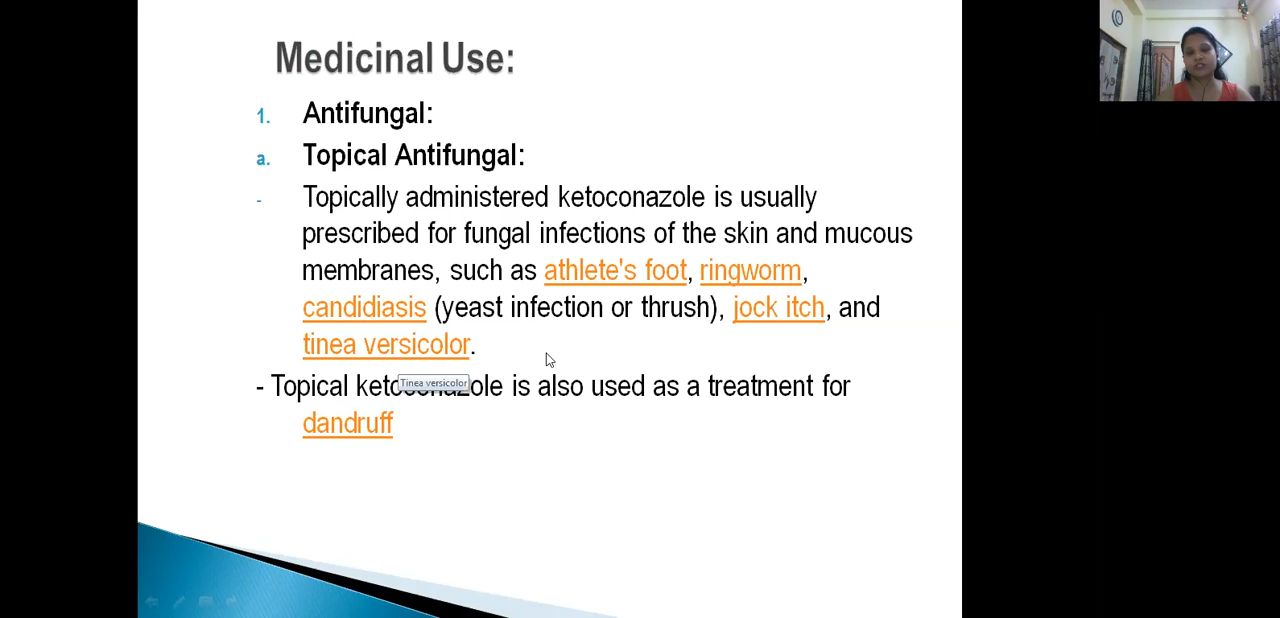 Medicinal Use:
1. Antifungal:
a. Topical Antifungal:
- Topically administered ketoconazole is usually
prescribed for fungal infections of the skin and mucous
membranes, such as athlete's foot, ringworm,
candidiasis (yeast infection or thrush), jock itch, and
tinea versicolor.
Tinea versicolor
- Topical ketoconazole is also used as a treatment for
dandruff